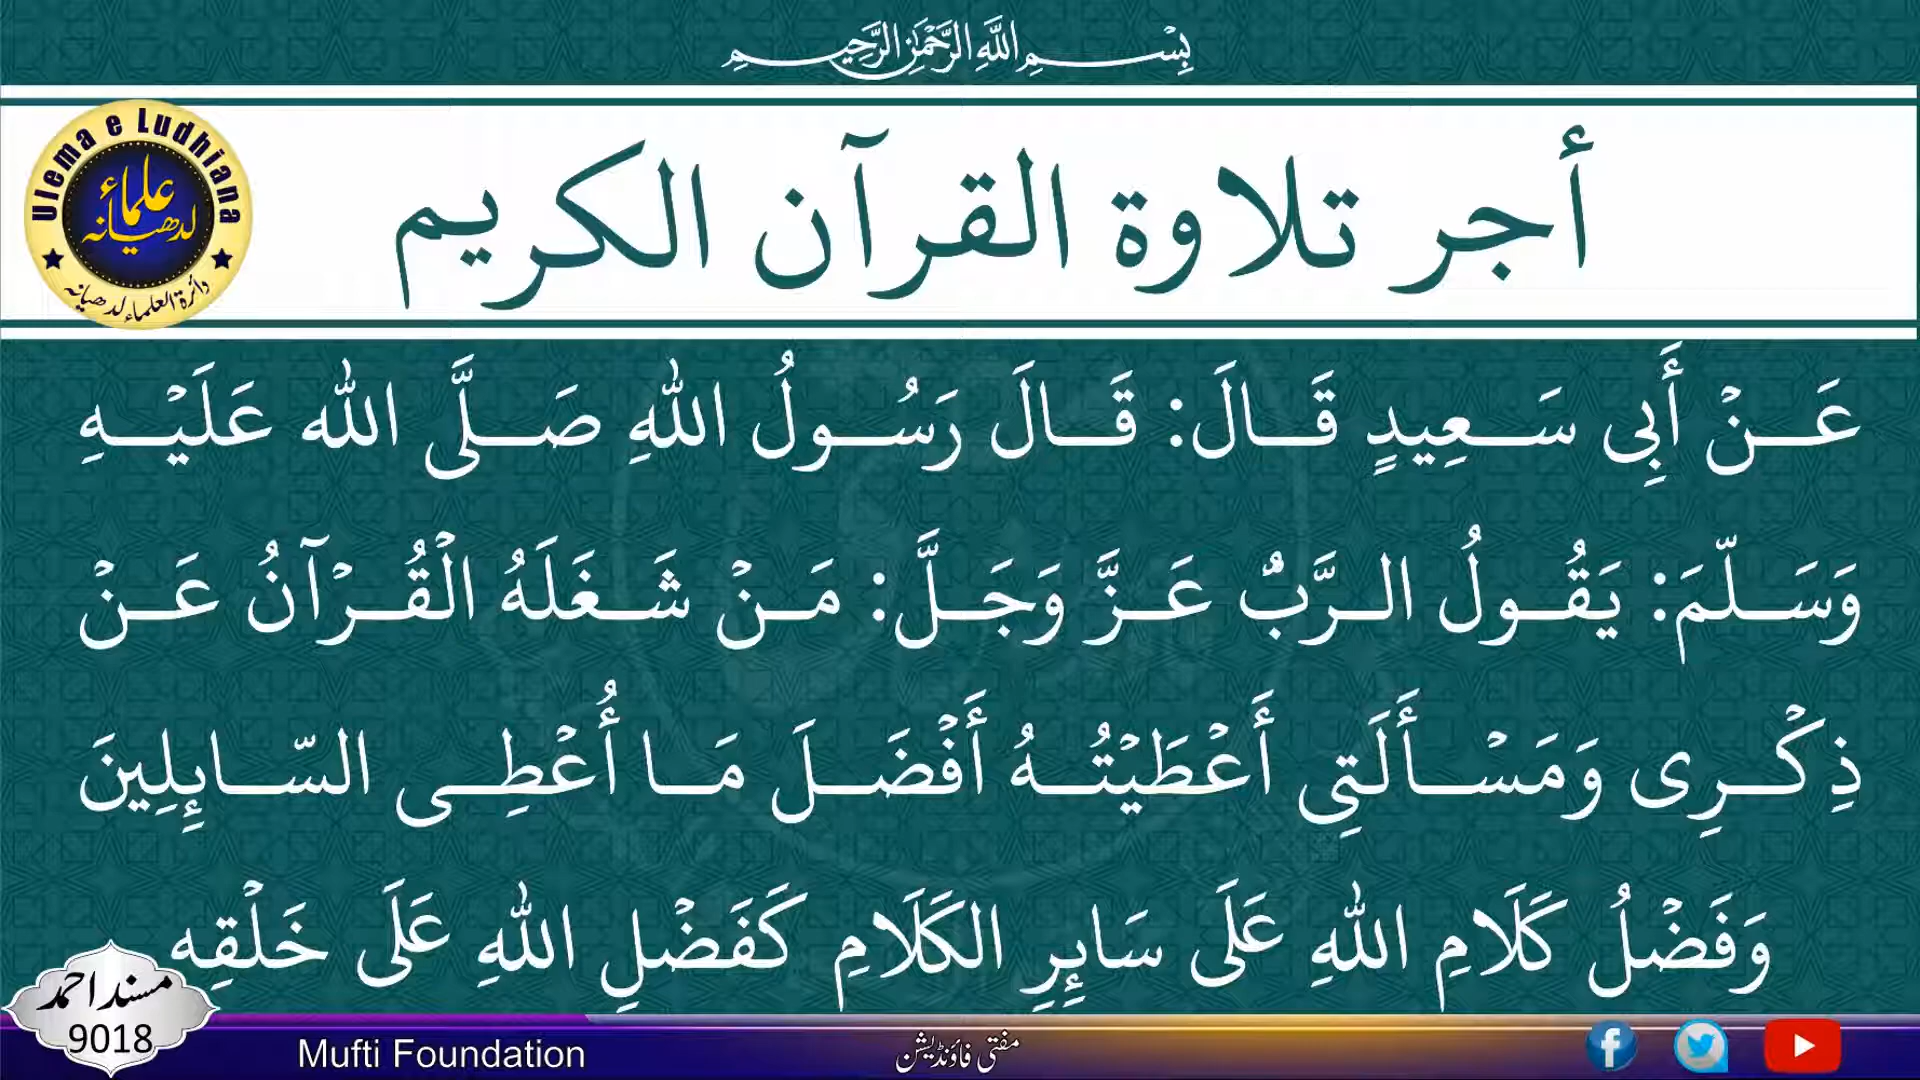 بِسْمِ اللَّهِ الرَّحْمَٰنِ الرَّحِيمِ
Ulema e Ludhiana
علماء
لدھیانہ
دائرة العلماء لدھیانہ
أجر تلاوة القرآن الكريم
عَنْ أَبِي سَعِيدٍ قَالَ: قَالَ رَسُولُ اللهِ صَلَّى الله عَلَيْهِ
وَسَلّمَ: يَقُولُ الرَّبُّ عَزَّ وَجَلَّ: مَنْ شَغَلَهُ الْقُرْآنُ عَنْ
ذِكْرِى وَمَسْأَلَتِي أَعْطَيْتُهُ أَفْضَلَ مَا أُعْطِى السّائِلِينَ
وَفَضْلُ كَلَامِ اللهِ عَلَى سَائِرِ الكَلَامِ كَفَضْلِ اللهِ عَلَى خَلْقِه
مسند احمد
9018
Mufti Foundation
مفتی فاؤنڈیشن